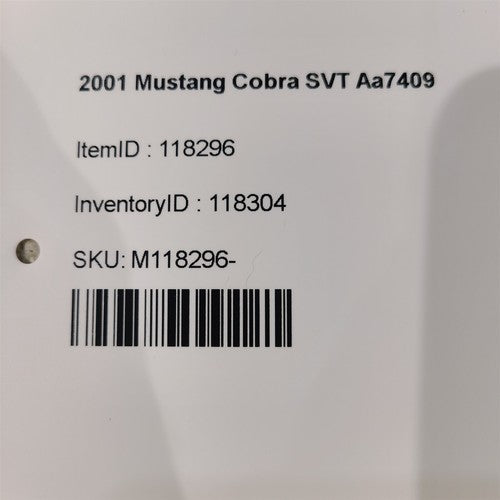 2001 Mustang Cobra SVT Aa7409
ItemID : 118296
InventoryID : 118304
SKU: M118296-